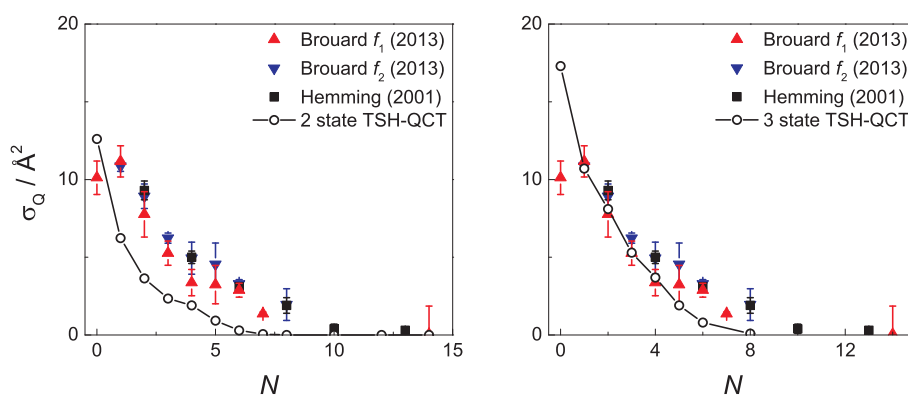 20
10
0
σ_Q / Å²
Brouard f₁ (2013)
Brouard f₂ (2013)
Hemming (2001)
2 state TSH-QCT
0 5 10 15
N
20
10
0
Brouard f₁ (2013)
Brouard f₂ (2013)
Hemming (2001)
3 state TSH-QCT
0 4 8 12
N